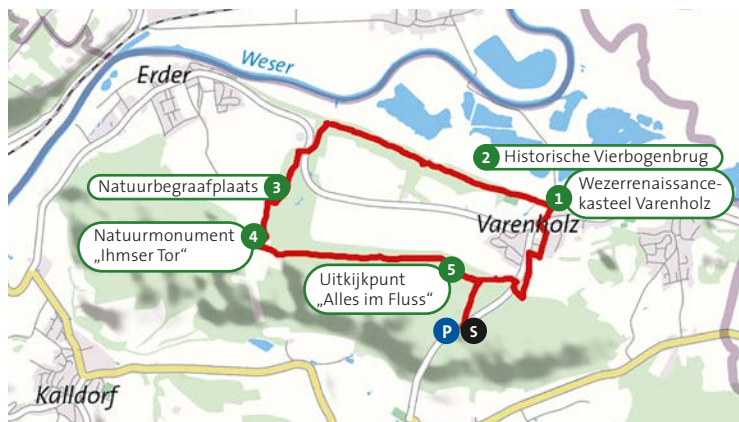 Weser
Erder
2 Historische Vierbogenbrug
Natuurbegraafplaats 3
1 Wezerrenaissance-
kasteel Varenholz
Varenholz
Natuurmonument
„Ihmser Tor“ 4
Uitkijkpunt
„Alles im Fluss“ 5
P S
Kalldorf